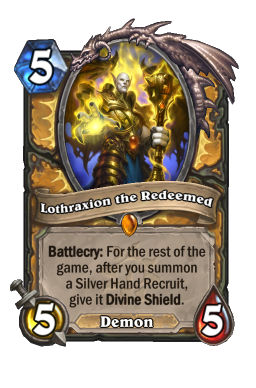 5
Lothraxion the Redeemed
Battlecry: For the rest of the
game, after you summon
a Silver Hand Recruit,
give it Divine Shield.
5
Demon
5